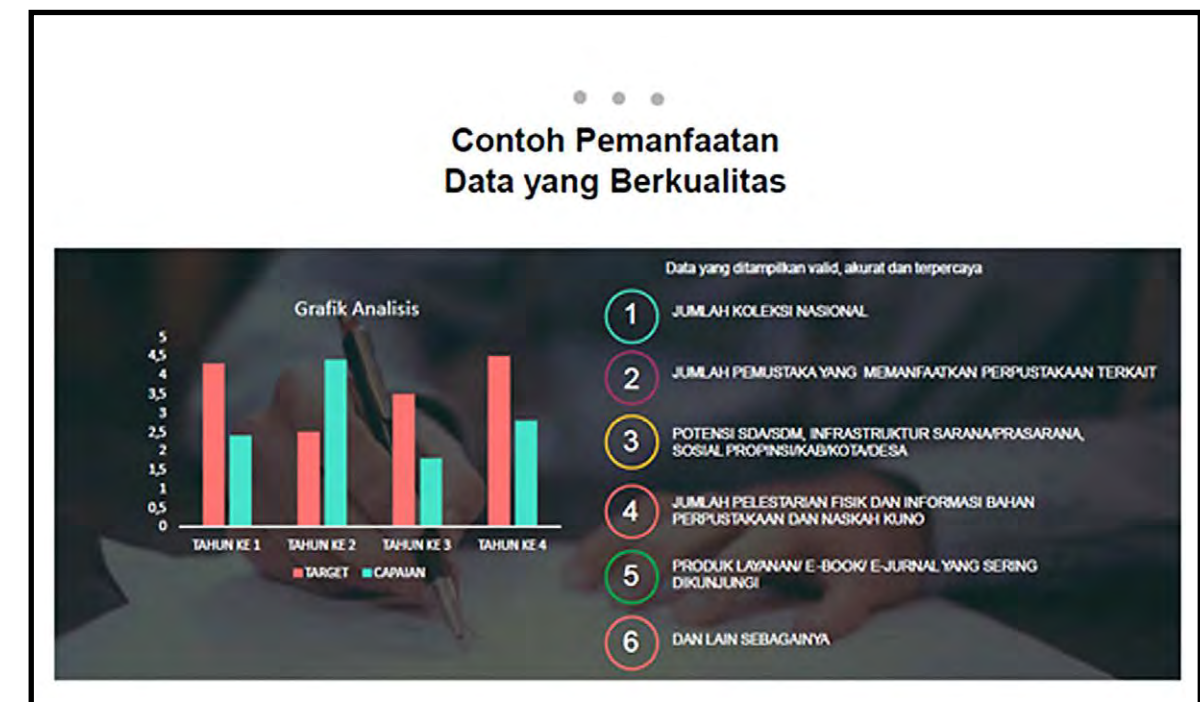 Contoh Pemanfaatan
Data yang Berkualitas
Grafik Analisis
5
4,5
4
3,5
3
2,5
2
1,5
1
0,5
0
TAHUN KE 1 TAHUN KE 2 TAHUN KE 3 TAHUN KE 4
TARGET CAPAIAN
Data yang ditampilkan valid, akurat dan terpercaya
1 JUMLAH KOLEKSI NASIONAL
2 JUMLAH PEMUSTAKA YANG MEMANFAATKAN PERPUSTAKAAN TERKAIT
3 POTENSI SDA/SDM, INFRASTRUKTUR SARANA/PRASARANA,
SOSIAL PROPINSI/KAB/KOTA/DESA
4 JUMLAH PELESTARIAN FISIK DAN INFORMASI BAHAN
PERPUSTAKAAN DAN NASKAH KUNO
5 PRODUK LAYANAN/ E-BOOK/ E-JURNAL YANG SERING
DIKUNJUNGI
6 DAN LAIN SEBAGAINYA